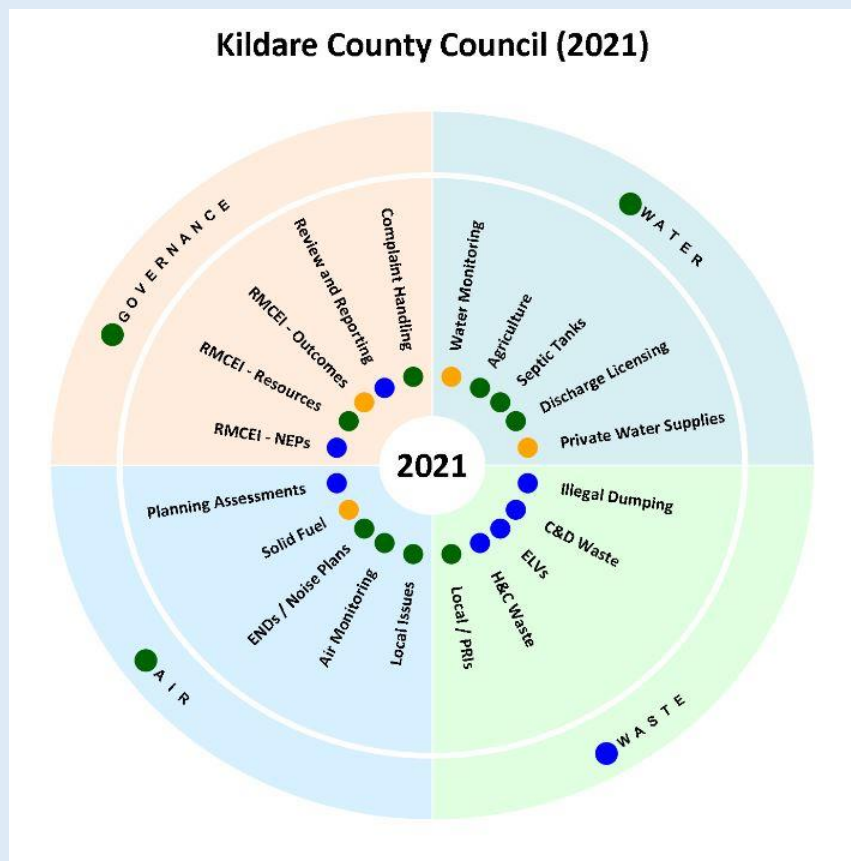 Kildare County Council (2021)
GOVERNANCE
Complaint Handling
Review and Reporting
RMCEI - Outcomes
RMCEI - Resources
RMCEI - NEPs
WATER
Water Monitoring
Agriculture
Septic Tanks
Discharge Licensing
Private Water Supplies
2021
Planning Assessments
Solid Fuel
ENDs / Noise Plans
Air Monitoring
Local Issues
AIR
Illegal Dumping
C&D Waste
ELVs
H&C Waste
Local / PRIs
WASTE